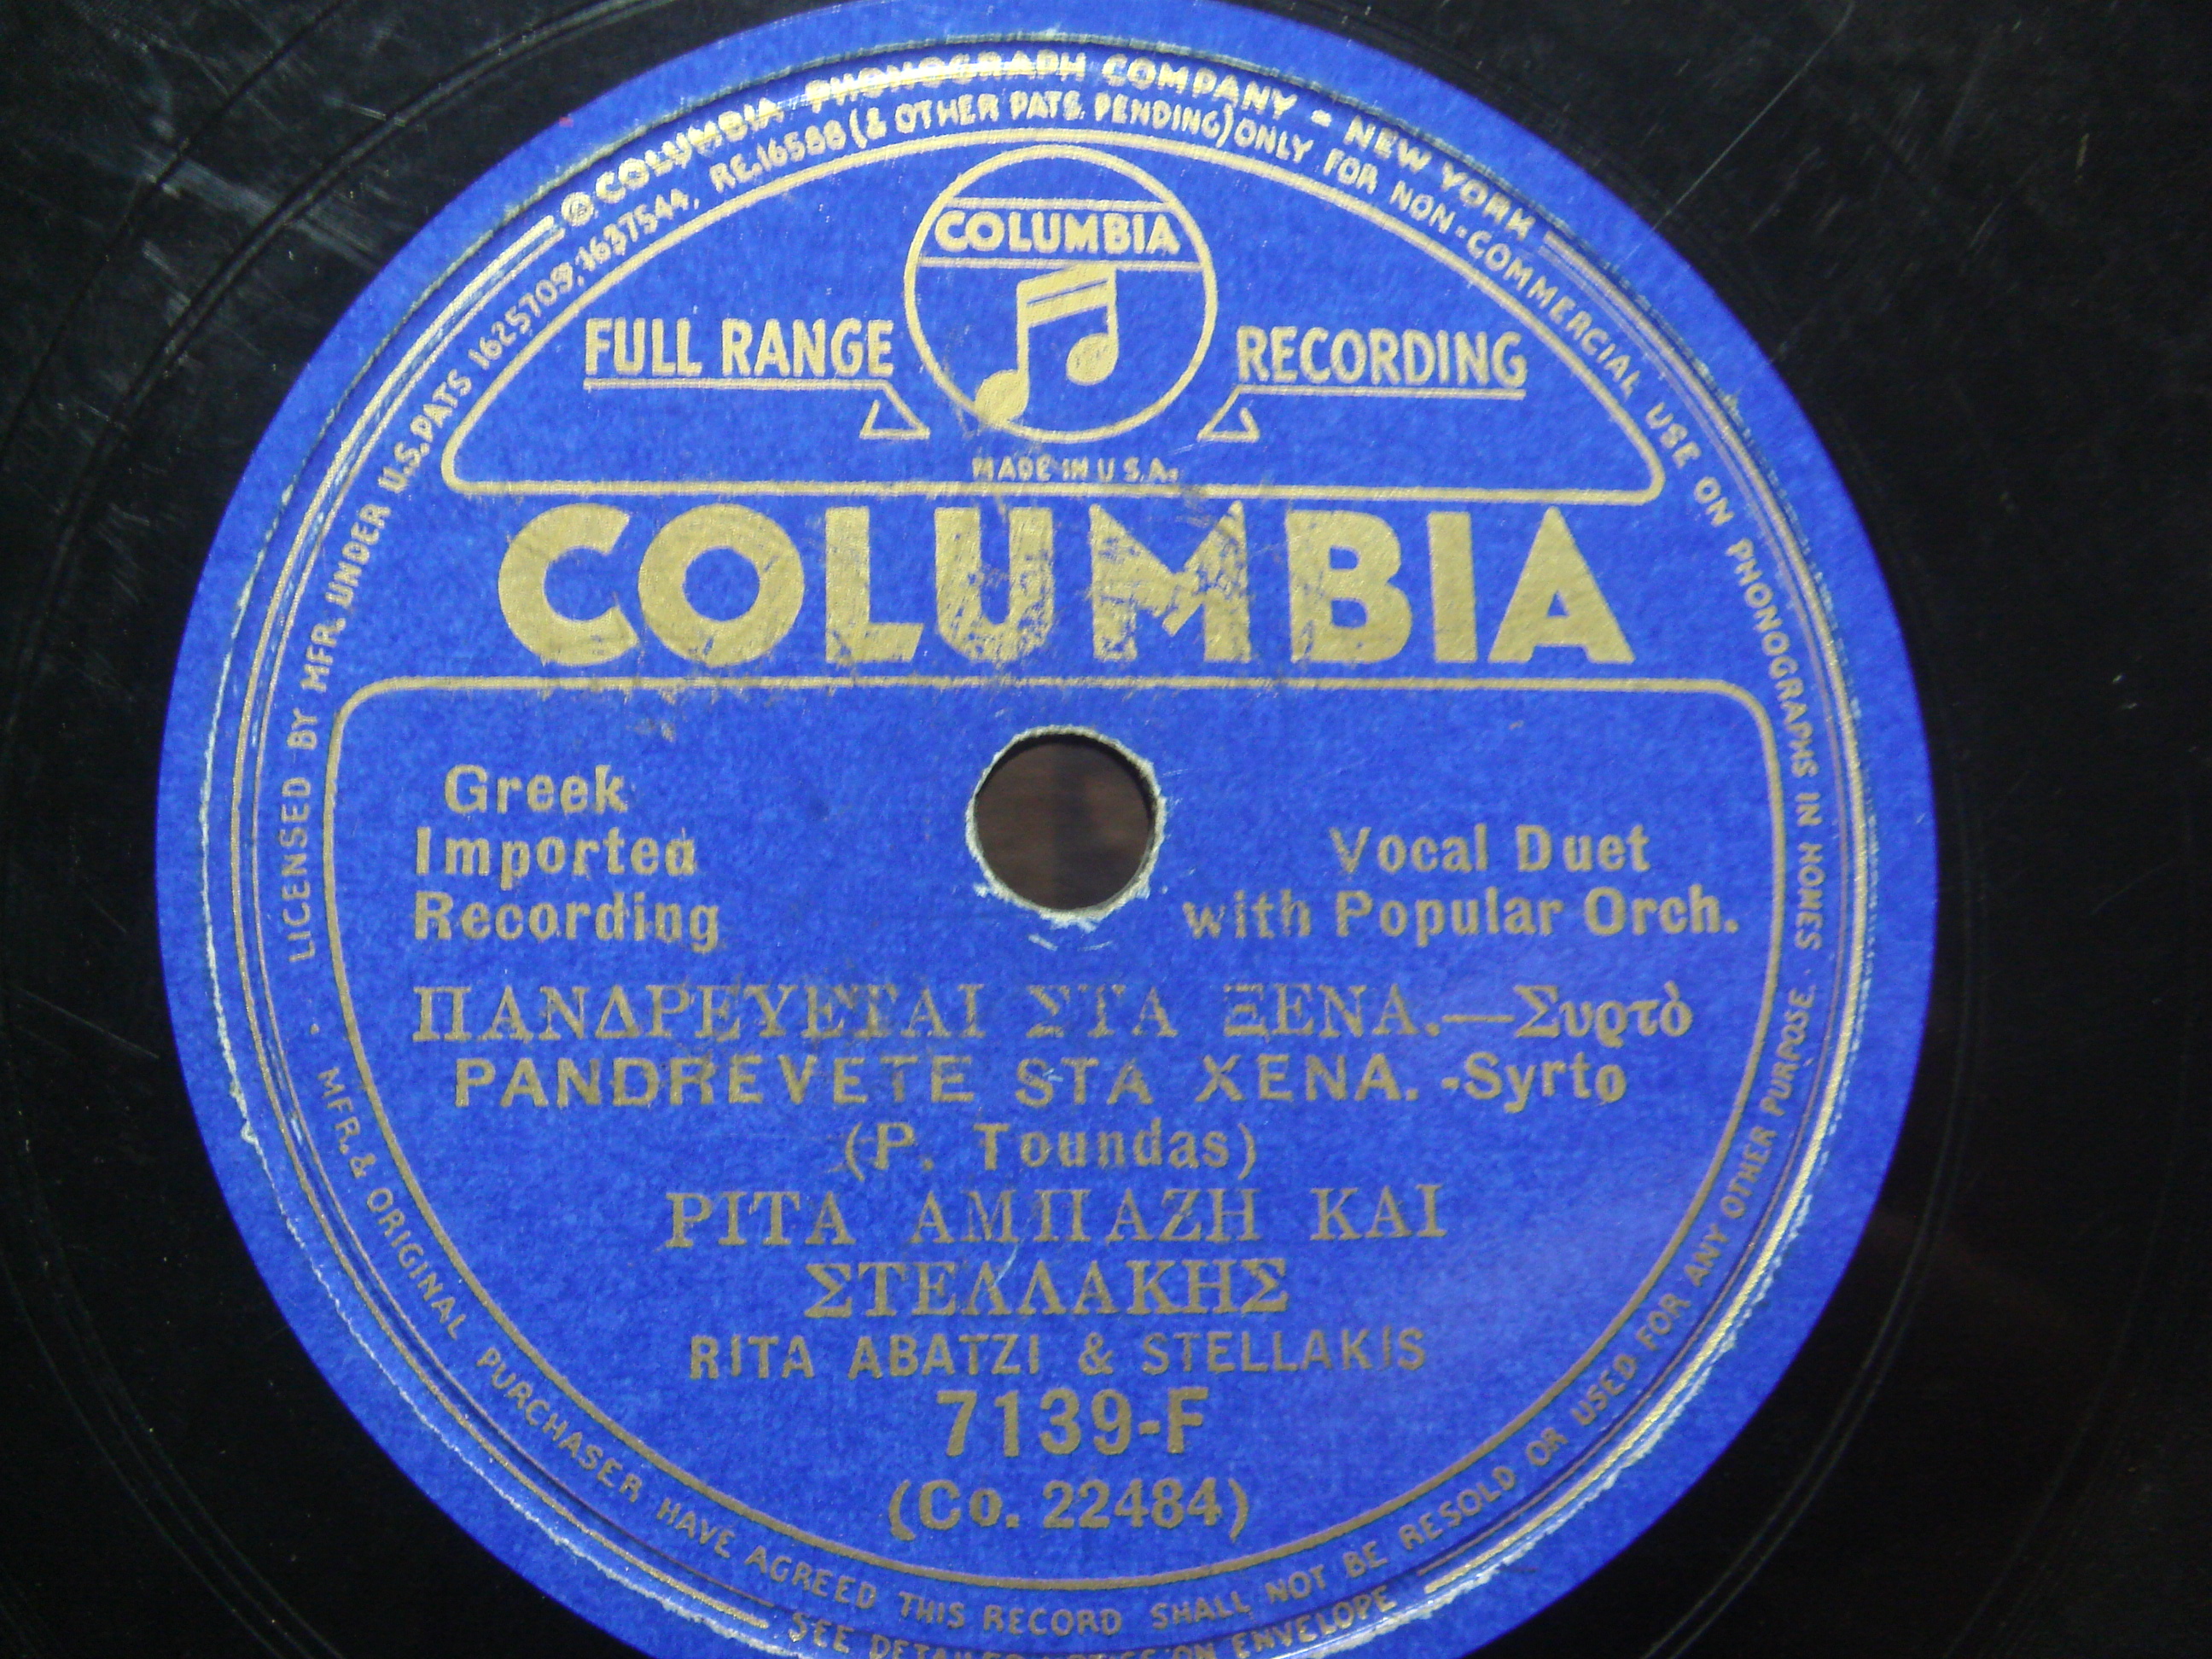 © COLUMBIA PHONOGRAPH COMPANY - NEW YORK
· LICENSED BY MFR. UNDER U.S. PATS 1625709, 1637544, RE. 16588 (& OTHER PATS. PENDING) ONLY FOR NON-COMMERCIAL USE ON PHONOGRAPHS IN HOMES.
COLUMBIA
FULL RANGE RECORDING
MADE IN U.S.A.
COLUMBIA
Greek
Imported
Recording
Vocal Duet
with Popular Orch.
ΠΑΝΔΡΕΥΕΤΑΙ ΣΤΑ ΞΕΝΑ.—Συρτὸ
PANDREVETE STA XENA. -Syrto
(P. Toundas)
ΡΙΤΑ ΑΜΠΑΖΗ ΚΑΙ
ΣΤΕΛΛΑΚΗΣ
RITA ABATZI & STELLAKIS
7139-F
(Co. 22484)
MFR. & ORIGINAL PURCHASER HAVE AGREED THIS RECORD SHALL NOT BE RESOLD OR USED FOR ANY OTHER PURPOSE.
SEE DETAILED NOTICE ON ENVELOPE